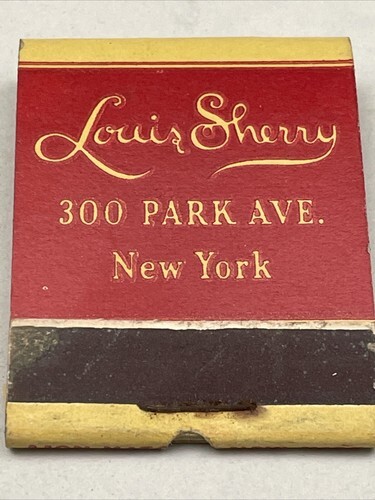 Louis Sherry
300 PARK AVE.
New York